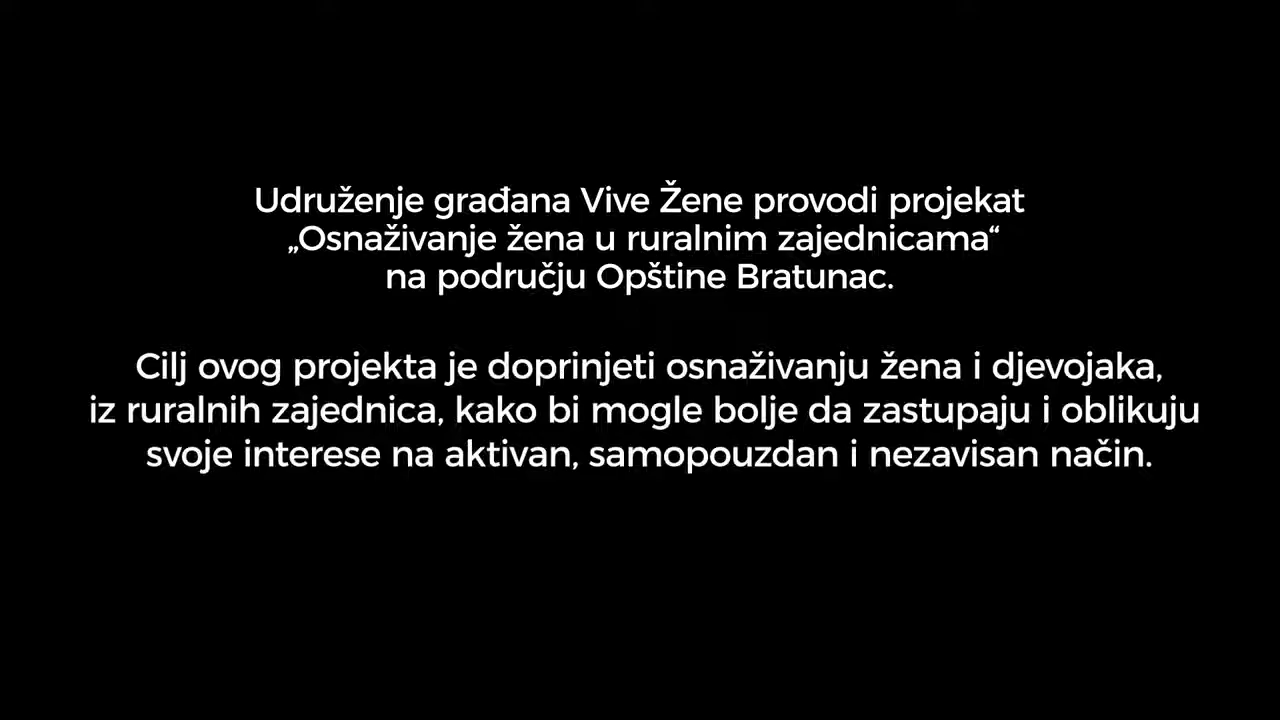 Udruženje građana Vive Žene provodi projekat
„Osnaživanje žena u ruralnim zajednicama“
na području Opštine Bratunac.
Cilj ovog projekta je doprinjeti osnaživanju žena i djevojaka,
iz ruralnih zajednica, kako bi mogle bolje da zastupaju i oblikuju
svoje interese na aktivan, samopouzdan i nezavisan način.